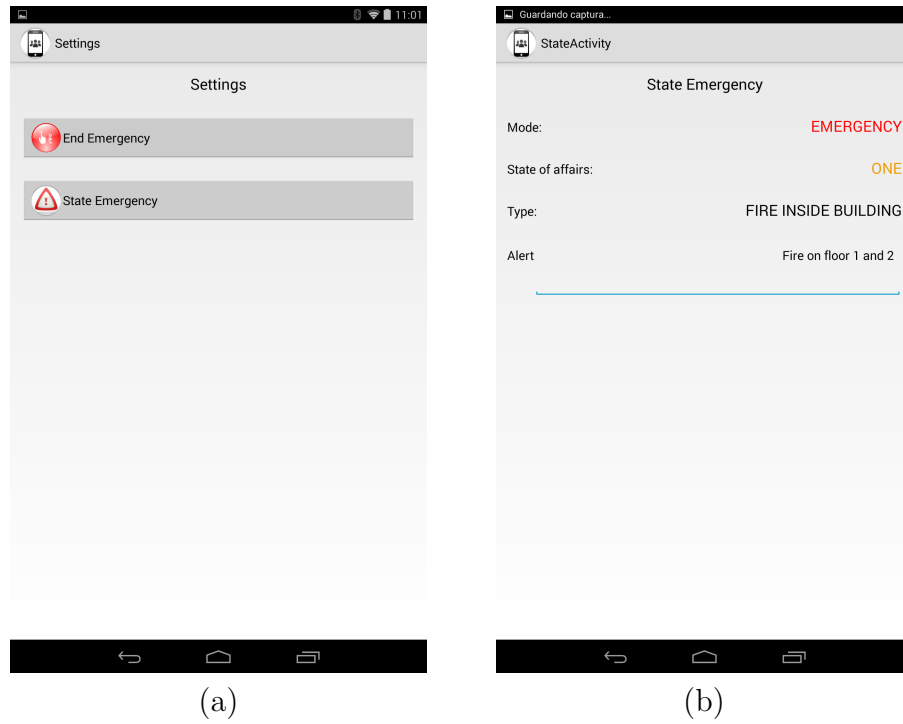 11:01
Settings
Settings
End Emergency
State Emergency
(a)
Guardando captura...
StateActivity
State Emergency
Mode: EMERGENCY
State of affairs: ONE
Type: FIRE INSIDE BUILDING
Alert Fire on floor 1 and 2
(b)